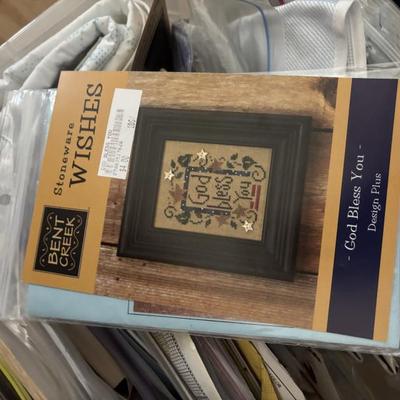 Stoneware
WISHES
BENT
CREEK
God
bless
You
- God Bless You -
Design Plus